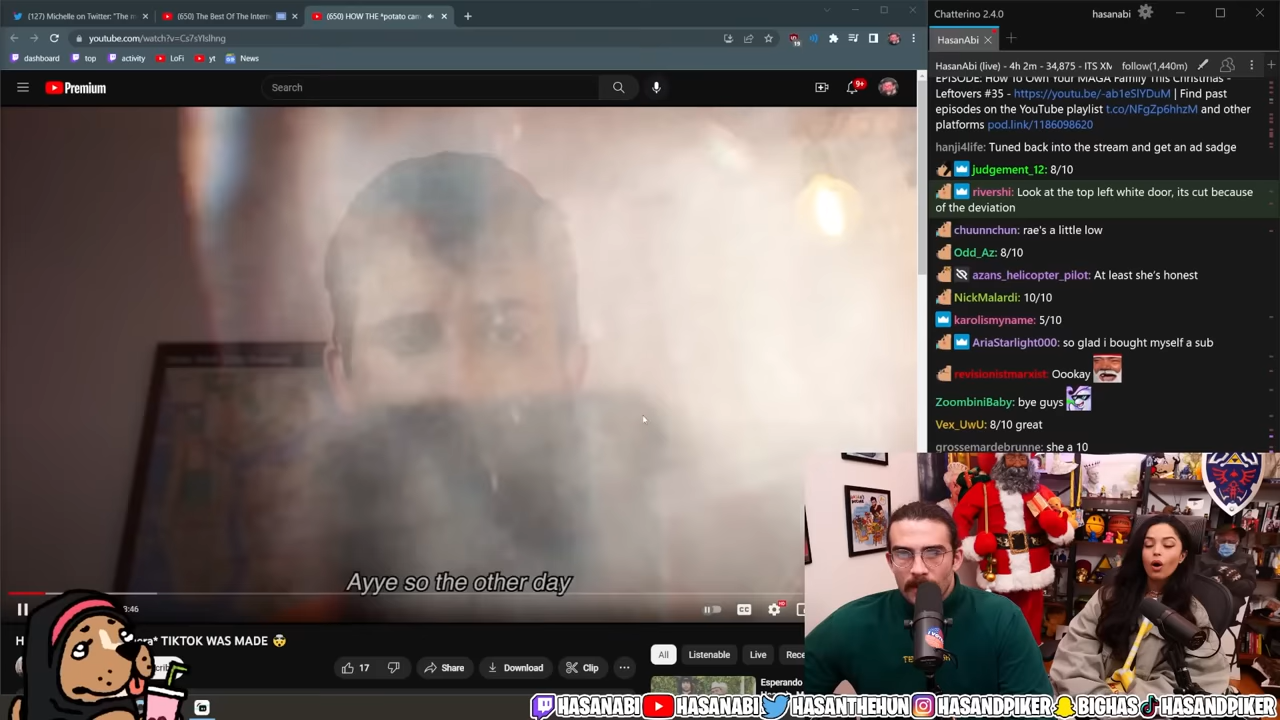 (127) Michelle on Twitter: "The m
(650) The Best Of The Intern
(650) HOW THE *potato cam
youtube.com/watch?v=Cs7sYlslhng
dashboard
top
activity
LoFi
yt
News
Premium
Search
9+
Ayye so the other day
3:46
CC
HD
TIKTOK WAS MADE 🤯
17
Share
Download
Clip
All
Listenable
Live
Rece
Esperando
Chatterino 2.4.0
hasanabi
HasanAbi
HasanAbi (live) - 4h 2m - 34,875 - ITS XM
follow(1,440m)
EPISODE: How To Own Your MAGA Family This Christmas -
Leftovers #35 - https://youtu.be/-ab1eSIYDuM | Find past
episodes on the YouTube playlist t.co/NFgZp6hhzM and other
platforms pod.link/1186098620
hanji4life: Tuned back into the stream and get an ad sadge
judgement_12: 8/10
rivershi: Look at the top left white door, its cut because
of the deviation
chuunnchun: rae's a little low
Odd_Az: 8/10
azans_helicopter_pilot: At least she's honest
NickMalardi: 10/10
karolismyname: 5/10
AriaStarlight000: so glad i bought myself a sub
revisionistmarxist: Oookay
ZoombiniBaby: bye guys
Vex_UwU: 8/10 great
grossemardebrunne: she a 10
HASANABI
HASANABI
HASANTHEHUN
HASANDPIKER
BIGHAS
HASANDPIKER